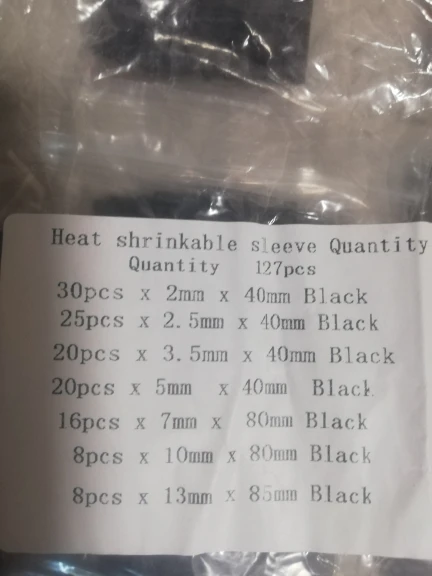 Heat shrinkable sleeve Quantity
Quantity 127pcs
30pcs x 2mm x 40mm Black
25pcs x 2.5mm x 40mm Black
20pcs x 3.5mm x 40mm Black
20pcs x 5mm x 40mm Black
16pcs x 7mm x 80mm Black
8pcs x 10mm x 80mm Black
8pcs x 13mm x 85mm Black